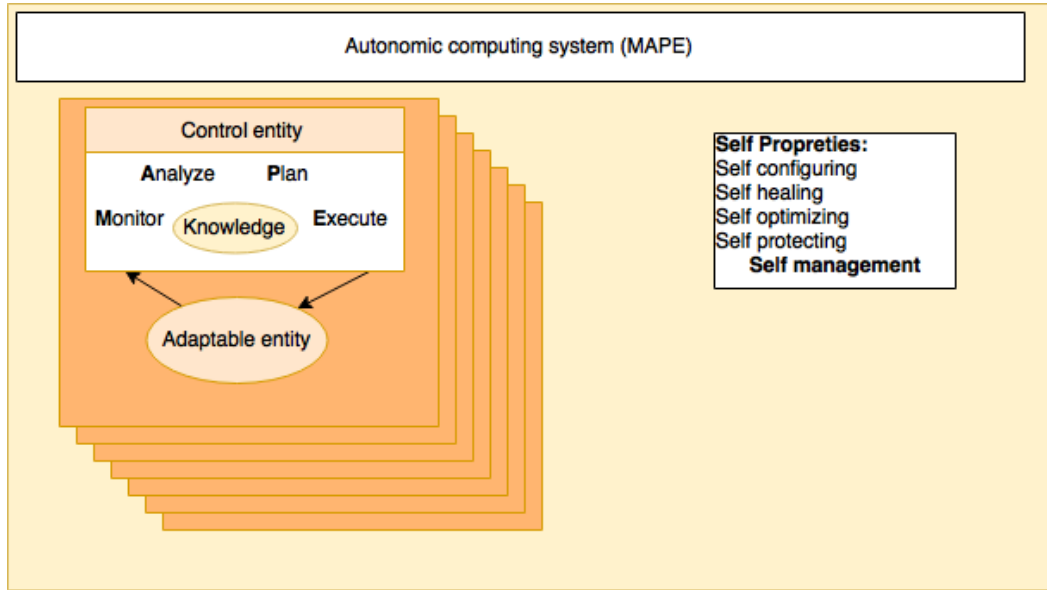 Autonomic computing system (MAPE)
Control entity
Analyze Plan
Monitor Knowledge Execute
Adaptable entity
Self Propreties:
Self configuring
Self healing
Self optimizing
Self protecting
Self management